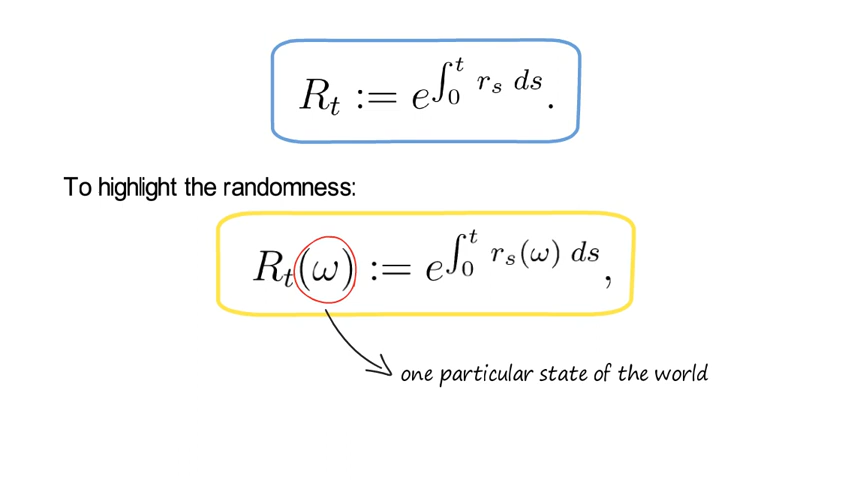 R_t := e^{∫_0^t r_s ds}.
To highlight the randomness:
R_t(ω) := e^{∫_0^t r_s(ω) ds},
one particular state of the world